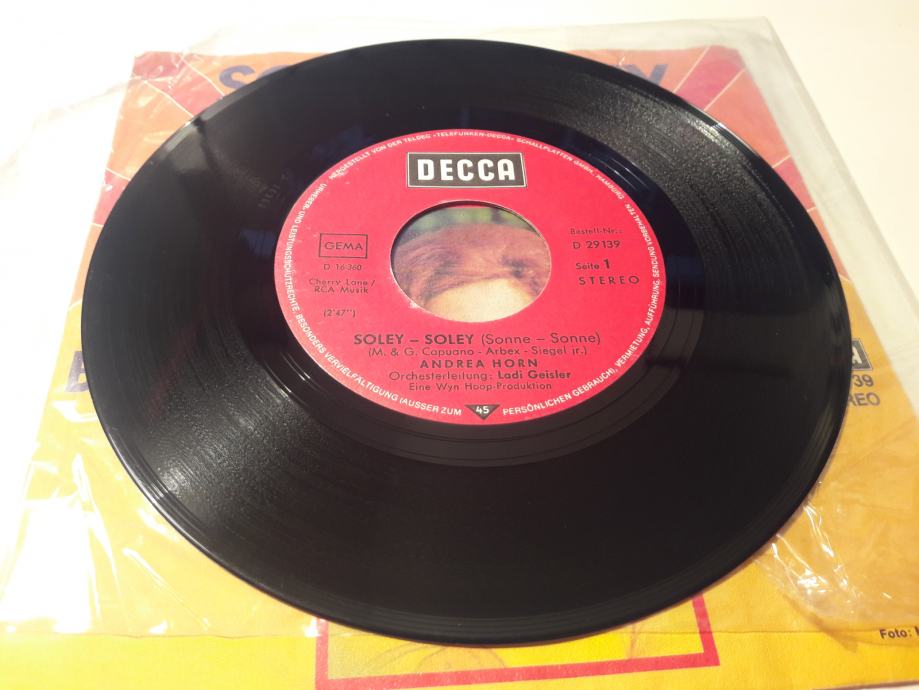 DECCA
HERGESTELLT VON DER TELDEC »TELEFUNKEN-DECCA« SCHALLPLATTEN GMBH, HAMBURG
URHEBER- UND LEISTUNGSSCHUTZRECHTE, BESONDERS VERVIELFÄLTIGUNG (AUSSER ZUM PERSÖNLICHEN GEBRAUCH), VERMIETUNG, AUFFÜHRUNG, SENDUNG VORBEHALTEN
GEMA
D 16 360
Cherry Lane/
RCA Musik
(2'47")
Bestell-Nr.:
D 29 139
Seite 1
STEREO
SOLEY – SOLEY (Sonne – Sonne)
(M. & G. Capuano - Arbex - Siegel jr.)
ANDREA HORN
Orchesterleitung: Ladi Geisler
Eine Wyn Hoop-Produktion
45
39
REO
Foto: